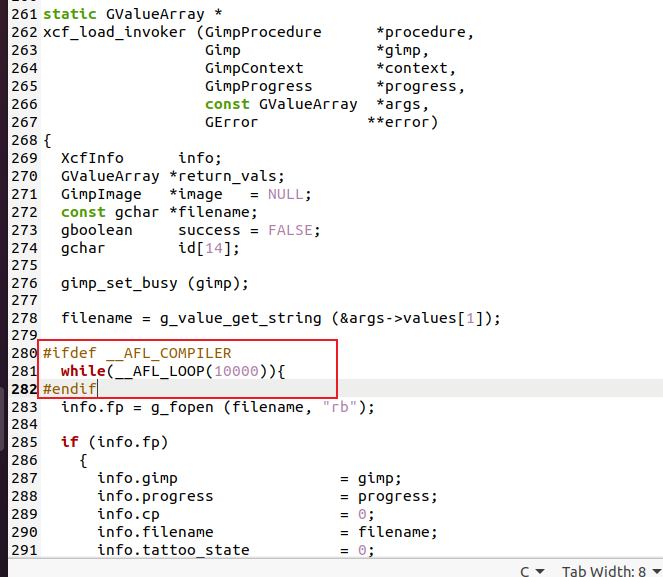 261 static GValueArray *
262 xcf_load_invoker (GimpProcedure      *procedure,
263                   Gimp               *gimp,
264                   GimpContext        *context,
265                   GimpProgress       *progress,
266                   const GValueArray  *args,
267                   GError            **error)
268 {
269   XcfInfo      info;
270   GValueArray *return_vals;
271   GimpImage   *image   = NULL;
272   const gchar *filename;
273   gboolean     success = FALSE;
274   gchar        id[14];
275
276   gimp_set_busy (gimp);
277
278   filename = g_value_get_string (&args->values[1]);
279
280 #ifdef __AFL_COMPILER
281   while(__AFL_LOOP(10000)){
282 #endif
283   info.fp = g_fopen (filename, "rb");
284
285   if (info.fp)
286     {
287       info.gimp                  = gimp;
288       info.progress              = progress;
289       info.cp                    = 0;
290       info.filename              = filename;
291       info.tattoo_state          = 0;
C Tab Width: 8